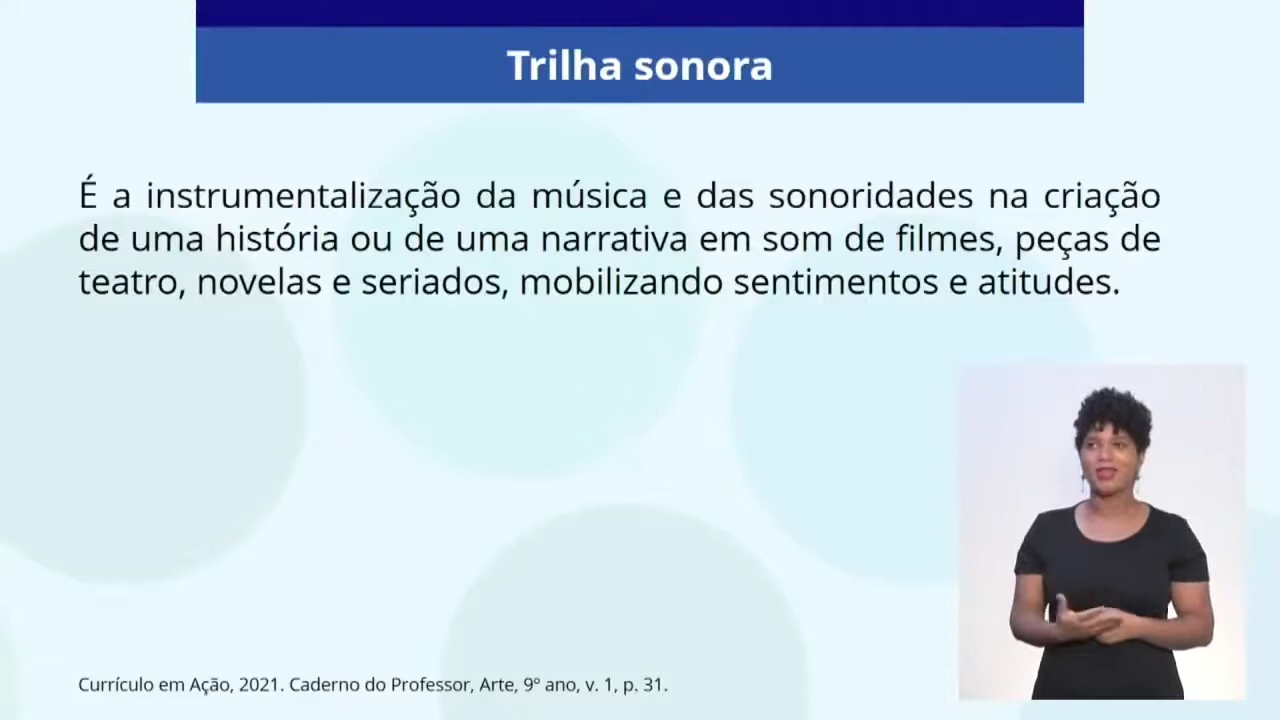 Trilha sonora
É a instrumentalização da música e das sonoridades na criação
de uma história ou de uma narrativa em som de filmes, peças de
teatro, novelas e seriados, mobilizando sentimentos e atitudes.
Currículo em Ação, 2021. Caderno do Professor, Arte, 9º ano, v. 1, p. 31.